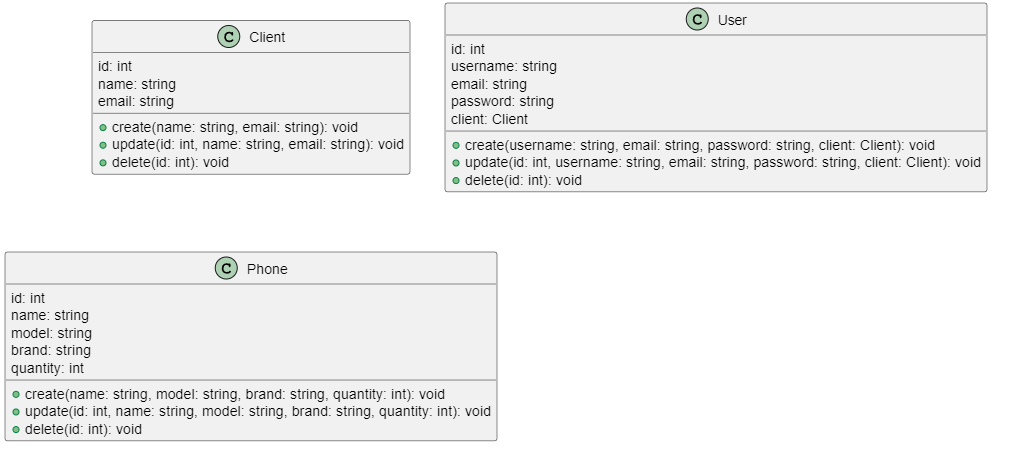 C Client
id: int
name: string
email: string
create(name: string, email: string): void
update(id: int, name: string, email: string): void
delete(id: int): void
C User
id: int
username: string
email: string
password: string
client: Client
create(username: string, email: string, password: string, client: Client): void
update(id: int, username: string, email: string, password: string, client: Client): void
delete(id: int): void
C Phone
id: int
name: string
model: string
brand: string
quantity: int
create(name: string, model: string, brand: string, quantity: int): void
update(id: int, name: string, model: string, brand: string, quantity: int): void
delete(id: int): void